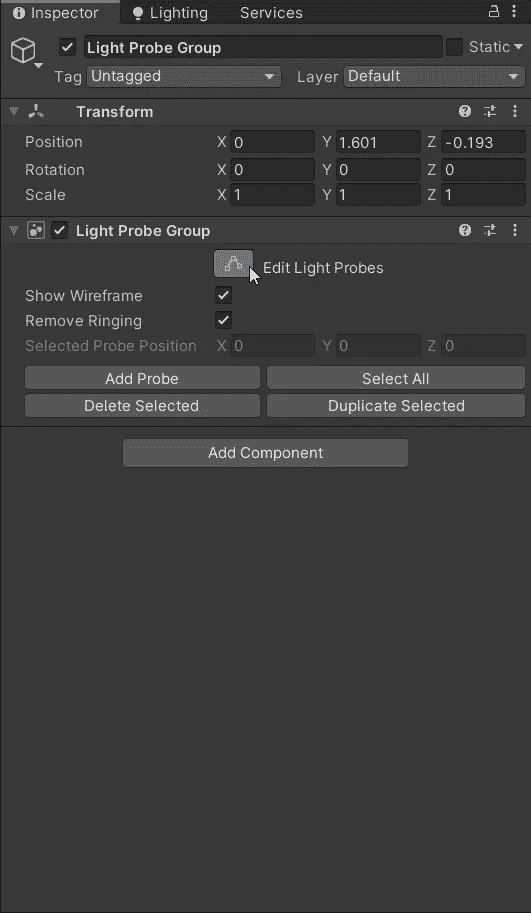 Inspector Lighting Services
Light Probe Group Static
Tag Untagged Layer Default
Transform
Position X 0 Y 1.601 Z -0.193
Rotation X 0 Y 0 Z 0
Scale X 1 Y 1 Z 1
Light Probe Group
Edit Light Probes
Show Wireframe
Remove Ringing
Selected Probe Position X 0 Y 0 Z 0
Add Probe Select All
Delete Selected Duplicate Selected
Add Component